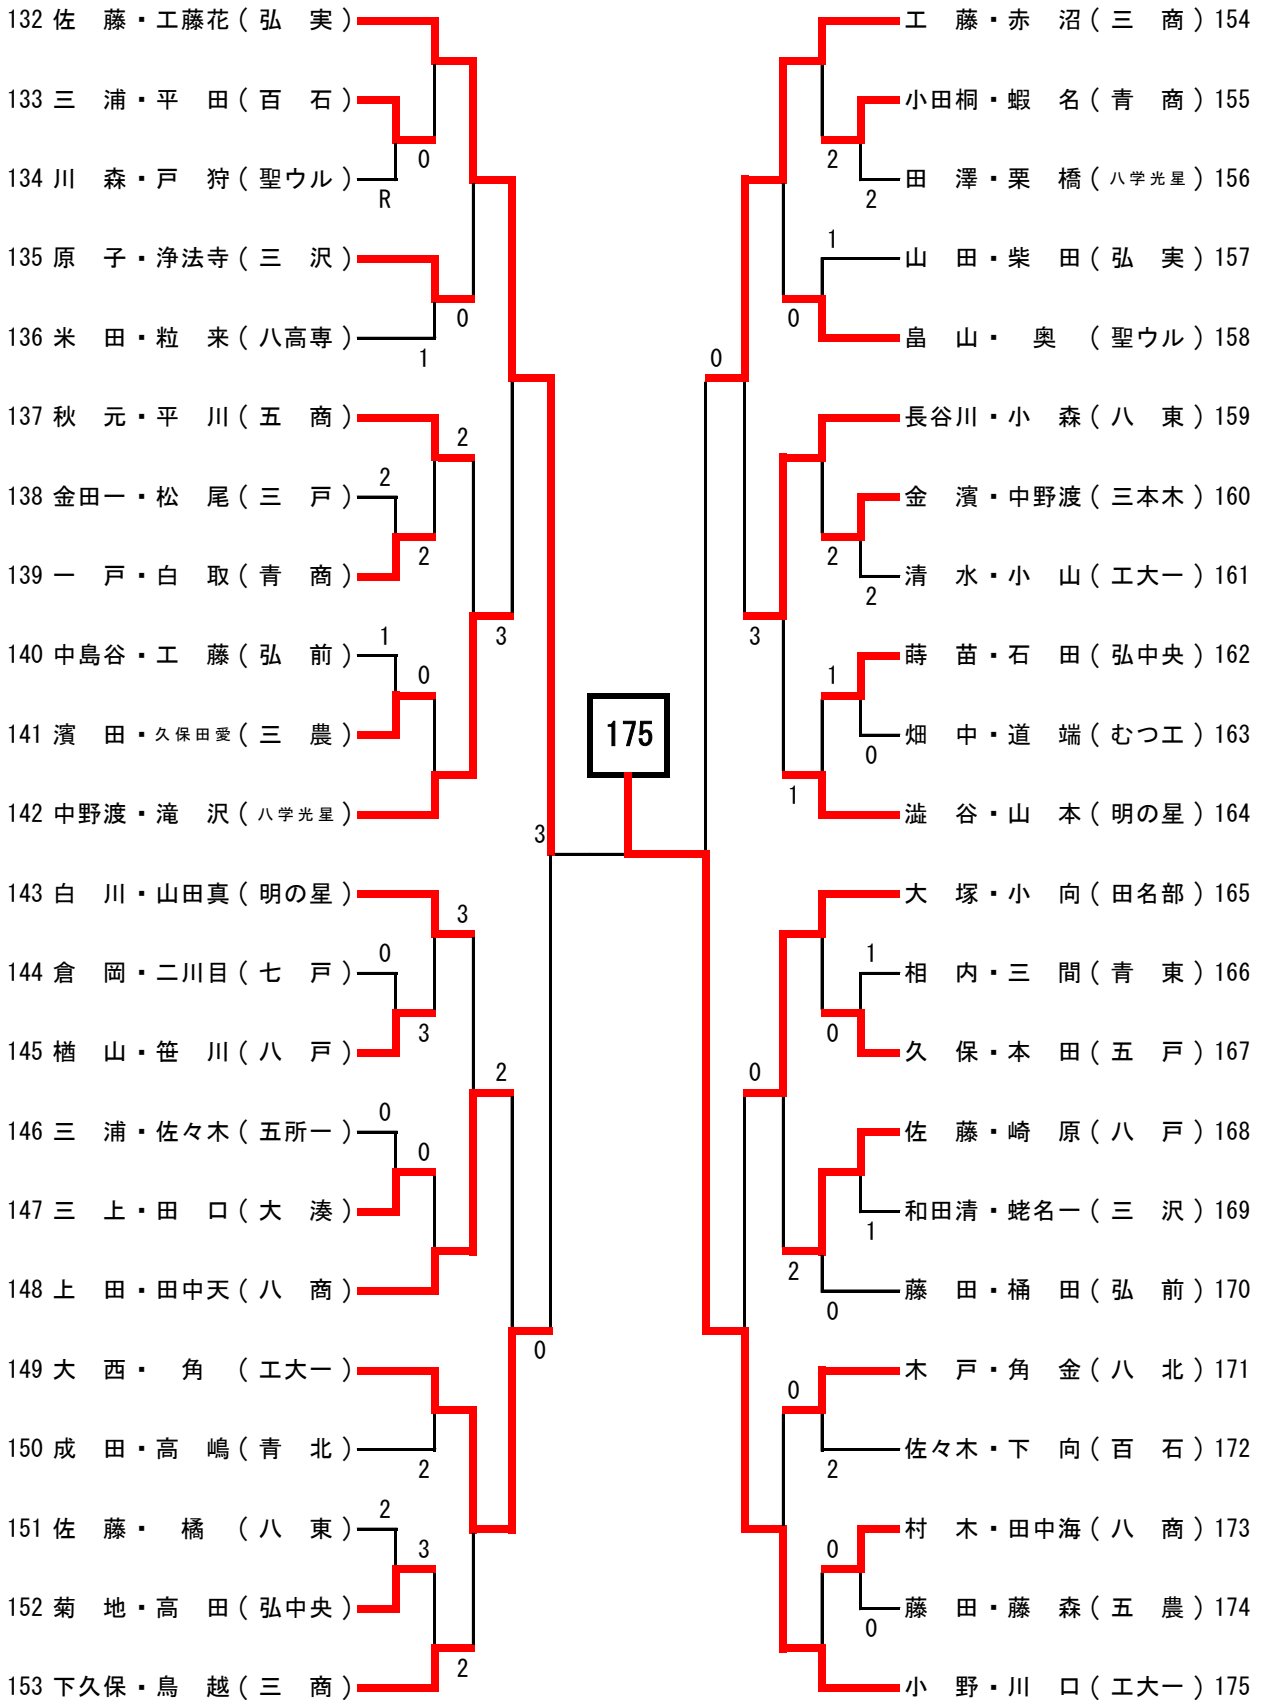 132 佐　藤・工藤花（弘　実）
133 三　浦・平　田（百　石）
0
134 川　森・戸　狩（聖ウル）
R
135 原　子・浄法寺（三　沢）
0
136 米　田・粒　来（八高専）
1
137 秋　元・平　川（五　商）
2
138 金田一・松　尾（三　戸）
2
139 一　戸・白　取（青　商）
2
140 中島谷・工　藤（弘　前）
1
3
141 濱　田・久保田愛（三　農）
0
142 中野渡・滝　沢（八学光星）
3
143 白　川・山田真（明の星）
3
144 倉　岡・二川目（七　戸）
0
145 楢　山・笹　川（八　戸）
3
2
146 三　浦・佐々木（五所一）
0
147 三　上・田　口（大　湊）
0
148 上　田・田中天（八　商）
0
149 大　西・　角　（工大一）
150 成　田・高　嶋（青　北）
2
151 佐　藤・　橘　（八　東）
2
152 菊　地・高　田（弘中央）
3
153 下久保・鳥　越（三　商）
2
175
工　藤・赤　沼（三　商）154
小田桐・蝦　名（青　商）155
2
田　澤・栗　橋（八学光星）156
2
1
山　田・柴　田（弘　実）157
0
畠　山・　奥　（聖ウル）158
0
長谷川・小　森（八　東）159
金　濱・中野渡（三本木）160
2
清　水・小　山（工大一）161
2
3
蒔　苗・石　田（弘中央）162
1
畑　中・道　端（むつ工）163
0
1
澁　谷・山　本（明の星）164
大　塚・小　向（田名部）165
1
相　内・三　間（青　東）166
0
久　保・本　田（五　戸）167
0
佐　藤・崎　原（八　戸）168
和田清・蛯名一（三　沢）169
1
2
藤　田・桶　田（弘　前）170
0
木　戸・角　金（八　北）171
0
佐々木・下　向（百　石）172
2
村　木・田中海（八　商）173
0
藤　田・藤　森（五　農）174
0
小　野・川　口（工大一）175